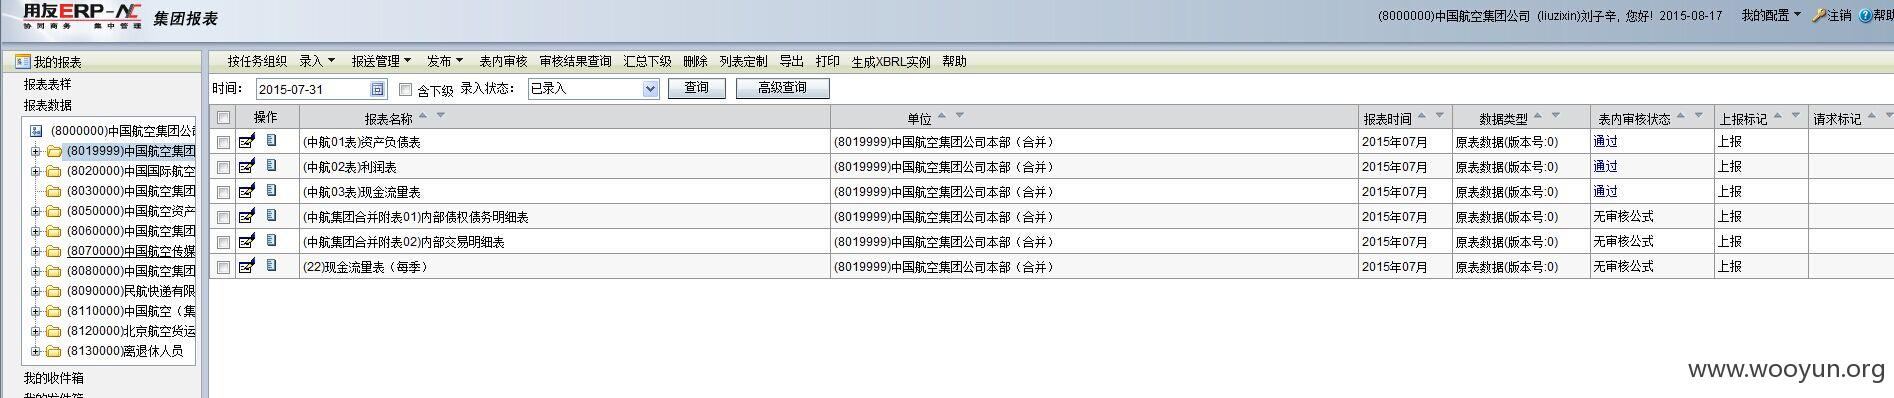 用友ERP-NC 集团报表
协同商务 集中管理
(8000000)中国航空集团公司 (liuzixin)刘子辛, 您好! 2015-08-17 我的配置 注销 帮助
我的报表
报表表样
报表数据
(8000000)中国航空集团公司
(8019999)中国航空集团
(8020000)中国国际航空
(8030000)中国航空集团
(8050000)中国航空资产
(8060000)中国航空集团
(8070000)中国航空传媒
(8080000)中国航空集团
(8090000)民航快递有限
(8110000)中国航空（集
(8120000)北京航空货运
(8130000)离退休人员
我的收件箱
按任务组织 录入 报送管理 发布 表内审核 审核结果查询 汇总下级 删除 列表定制 导出 打印 生成XBRL实例 帮助
时间: 2015-07-31 含下级 录入状态: 已录入 查询 高级查询
操作 报表名称 单位 报表时间 数据类型 表内审核状态 上报标记 请求标记
(中航01表)资产负债表 (8019999)中国航空集团公司本部（合并） 2015年07月 原表数据(版本号:0) 通过 上报
(中航02表)利润表 (8019999)中国航空集团公司本部（合并） 2015年07月 原表数据(版本号:0) 通过 上报
(中航03表)现金流量表 (8019999)中国航空集团公司本部（合并） 2015年07月 原表数据(版本号:0) 通过 上报
(中航集团合并附表01)内部债权债务明细表 (8019999)中国航空集团公司本部（合并） 2015年07月 原表数据(版本号:0) 无审核公式 上报
(中航集团合并附表02)内部交易明细表 (8019999)中国航空集团公司本部（合并） 2015年07月 原表数据(版本号:0) 无审核公式 上报
(22)现金流量表（每季） (8019999)中国航空集团公司本部（合并） 2015年07月 原表数据(版本号:0) 无审核公式 上报
www.wooyun.org